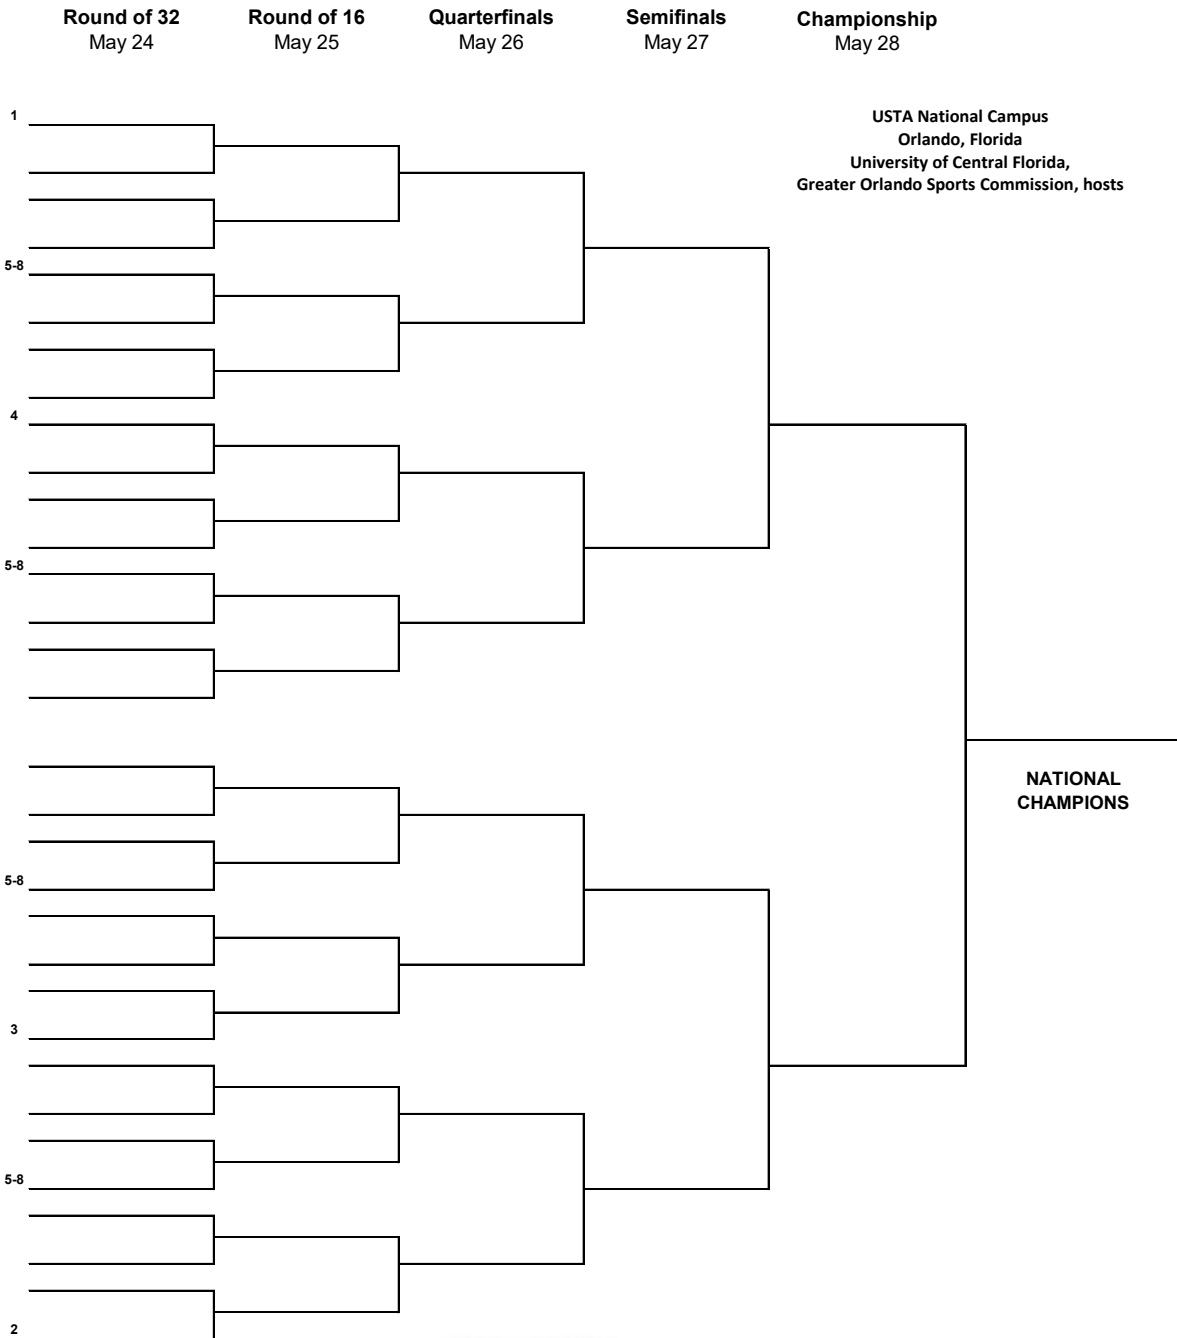 Round of 32
May 24
Round of 16
May 25
Quarterfinals
May 26
Semifinals
May 27
Championship
May 28
USTA National Campus
Orlando, Florida
University of Central Florida,
Greater Orlando Sports Commission, hosts
1
5-8
4
5-8
NATIONAL
CHAMPIONS
5-8
3
5-8
2